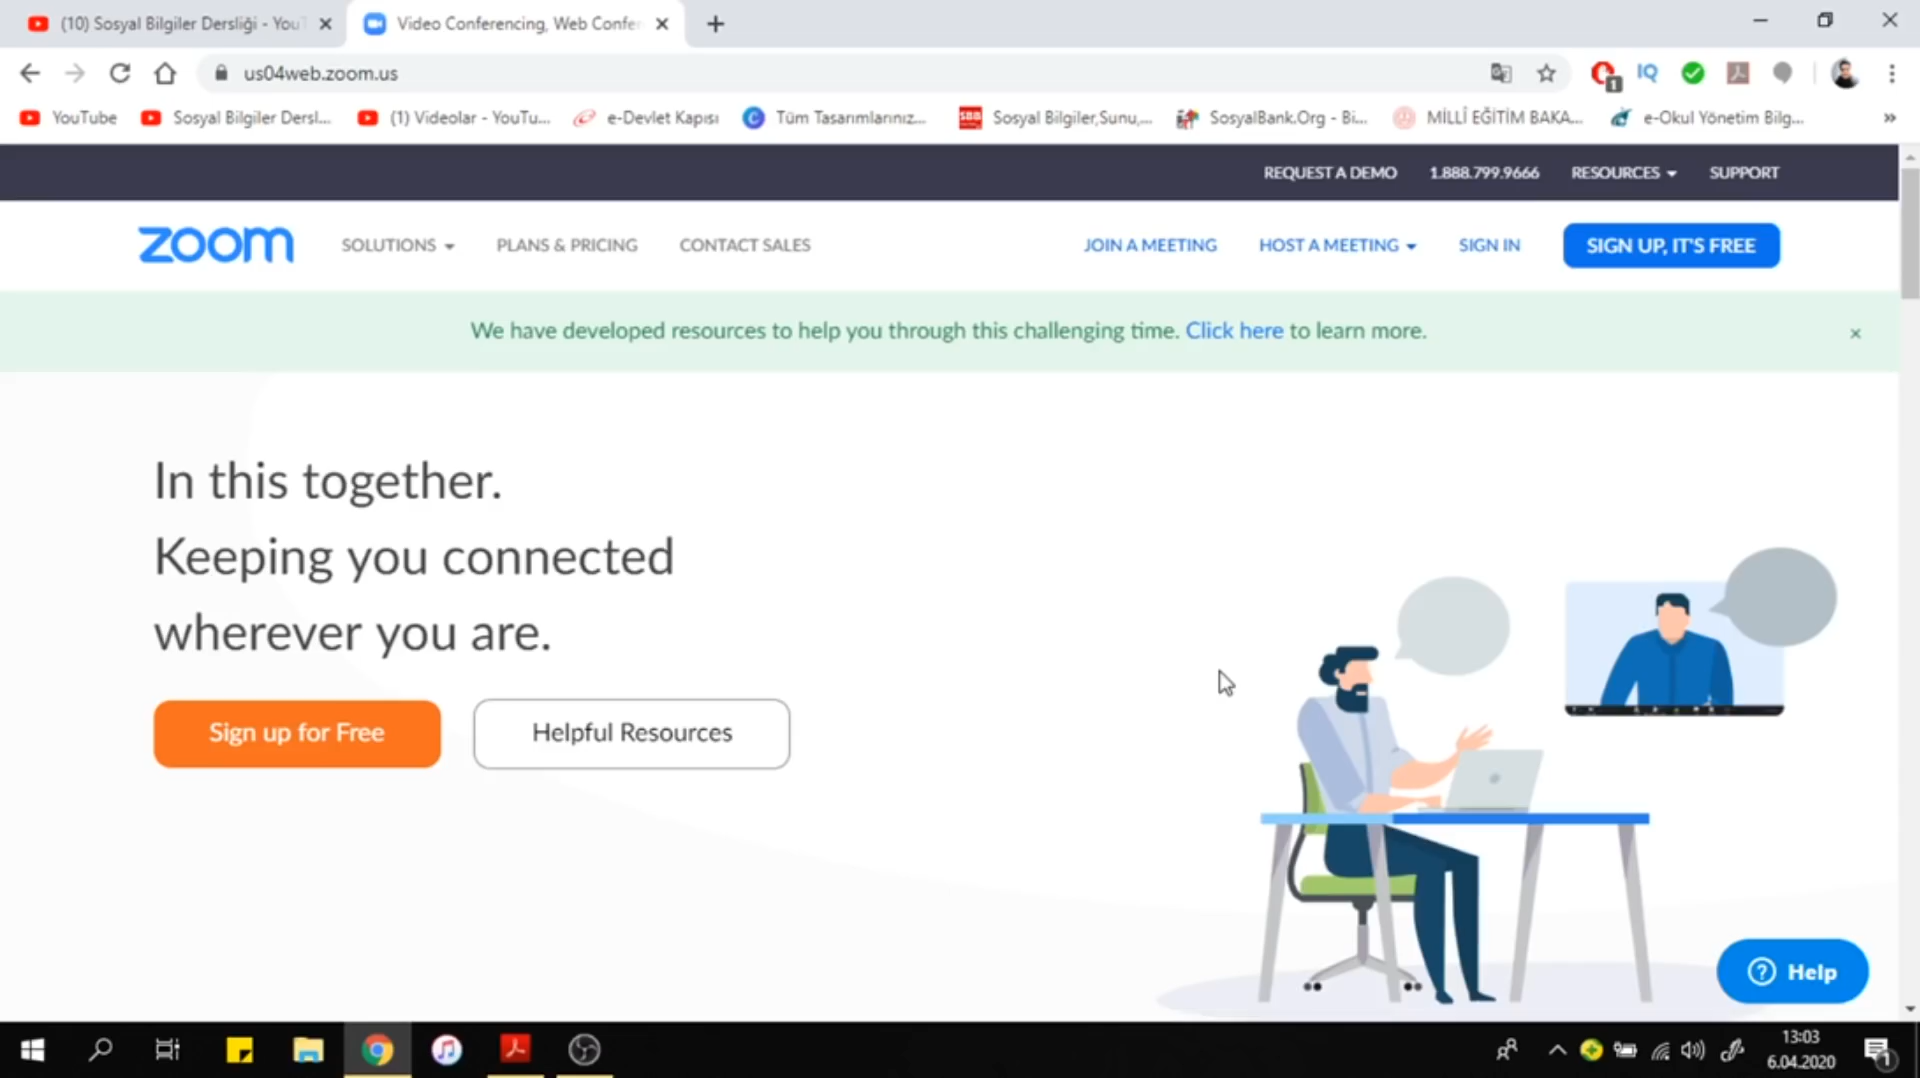 (10) Sosyal Bilgiler Dersliği - You
Video Conferencing, Web Confe
us04web.zoom.us
IQ
1
YouTube
Sosyal Bilgiler Dersl...
(1) Videolar - YouTu...
e-Devlet Kapısı
C
Tüm Tasarımlarınız...
SBB
Sosyal Bilgiler,Sunu,...
SosyalBank.Org - Bi...
MİLLÎ EĞİTİM BAKA...
e-Okul Yönetim Bilg...
REQUEST A DEMO
1.888.799.9666
RESOURCES
SUPPORT
zoom
SOLUTIONS
PLANS & PRICING
CONTACT SALES
JOIN A MEETING
HOST A MEETING
SIGN IN
SIGN UP, IT'S FREE
We have developed resources to help you through this challenging time. Click here to learn more.
In this together.
Keeping you connected
wherever you are.
Sign up for Free
Helpful Resources
Help
13:03
6.04.2020
1